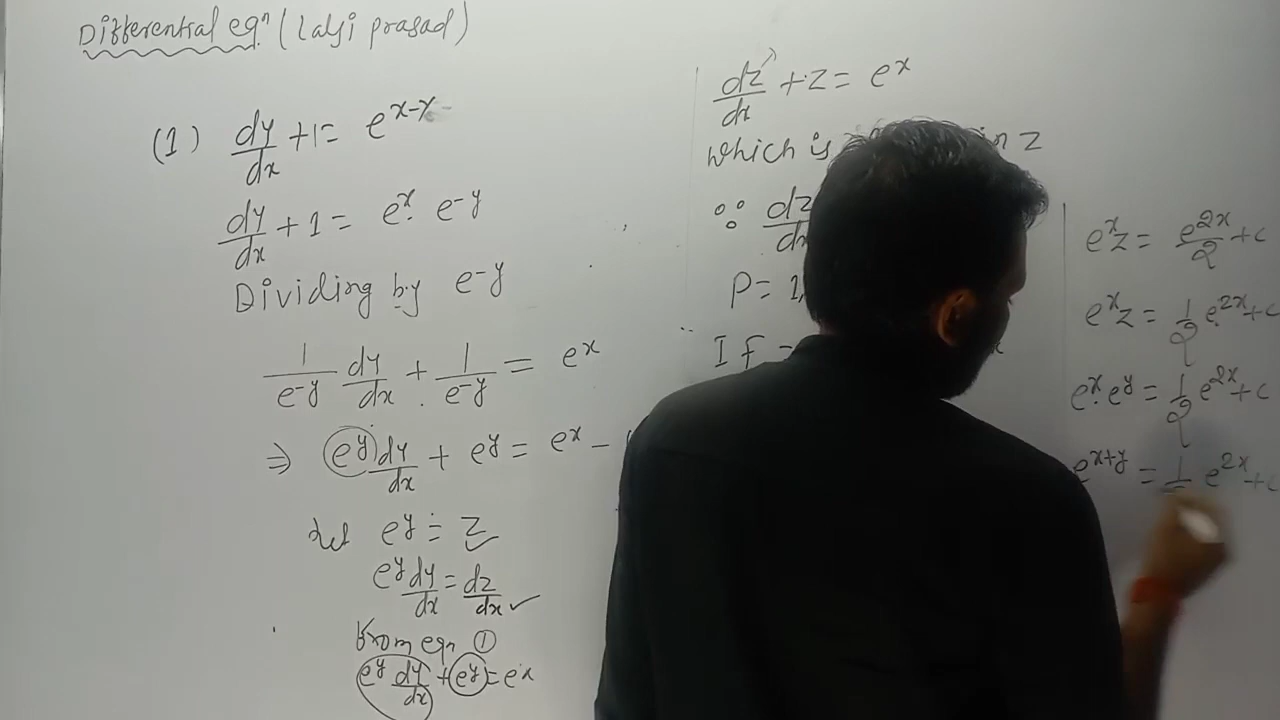 Differential eqn (Lalji prasad)
(1) dy/dx + 1 = e^{x-y}
dy/dx + 1 = e^x. e^{-y}
Dividing by e^{-y}
1/e^{-y} dy/dx + 1/e^{-y} = e^x
⇒ e^y dy/dx + e^y = e^x –
Let e^y = z
e^y dy/dx = dz/dx ✓
From eqn ①
e^y dy/dx + e^y = e^x
dz/dx + z = e^x
which is in z
∵ dz/dx
P = 1,
If =
e^x z = e^{2x}/2 + c
e^x z = 1/2 e^{2x} + c
e^x. e^y = 1/2 e^{2x} + c
e^{x+y} = 1/2 e^{2x} + c